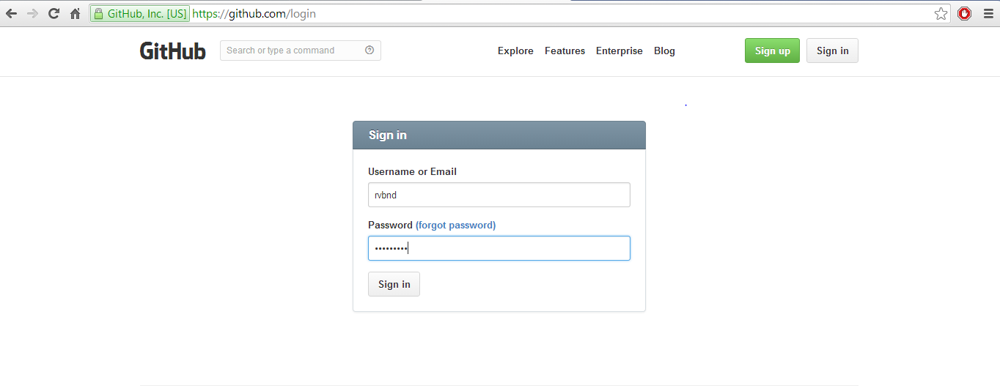 GitHub, Inc. [US] https://github.com/login
GitHub Search or type a command Explore Features Enterprise Blog Sign up Sign in
Sign in
Username or Email
rvbnd
Password (forgot password)
•••••••••
Sign in